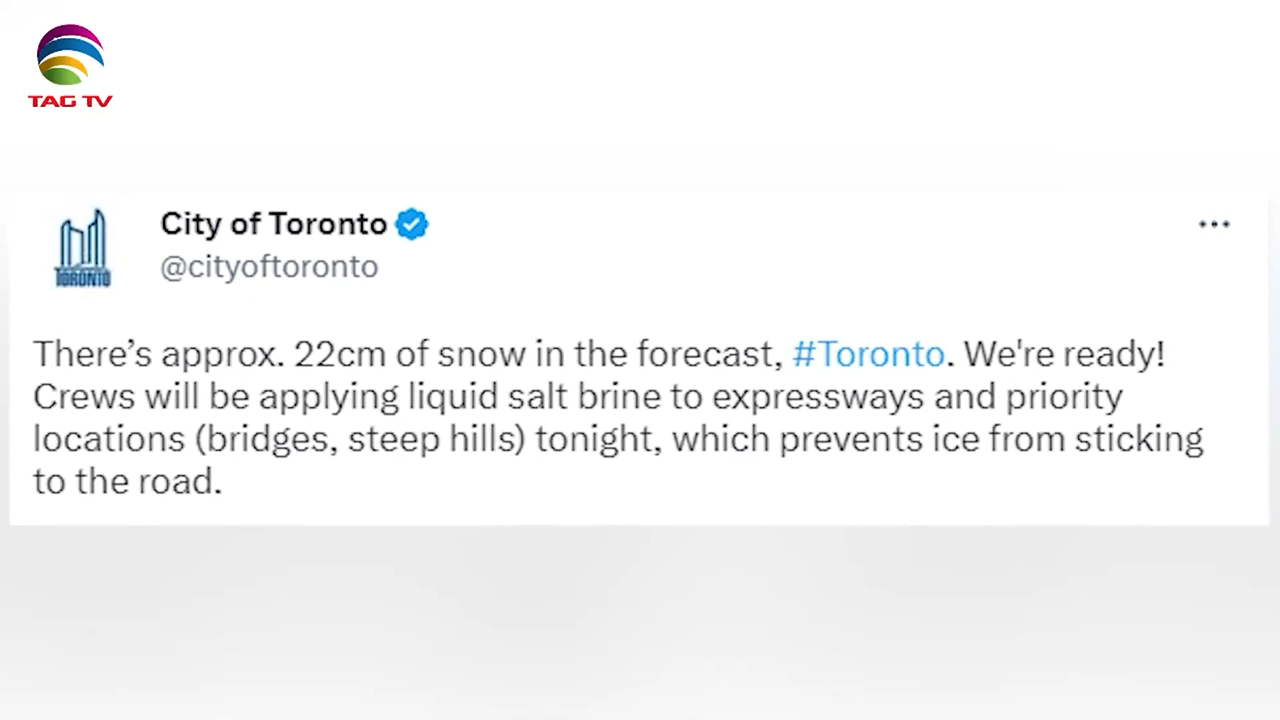 TAG TV
City of Toronto
@cityoftoronto
TORONTO
There’s approx. 22cm of snow in the forecast, #Toronto. We're ready!
Crews will be applying liquid salt brine to expressways and priority
locations (bridges, steep hills) tonight, which prevents ice from sticking
to the road.